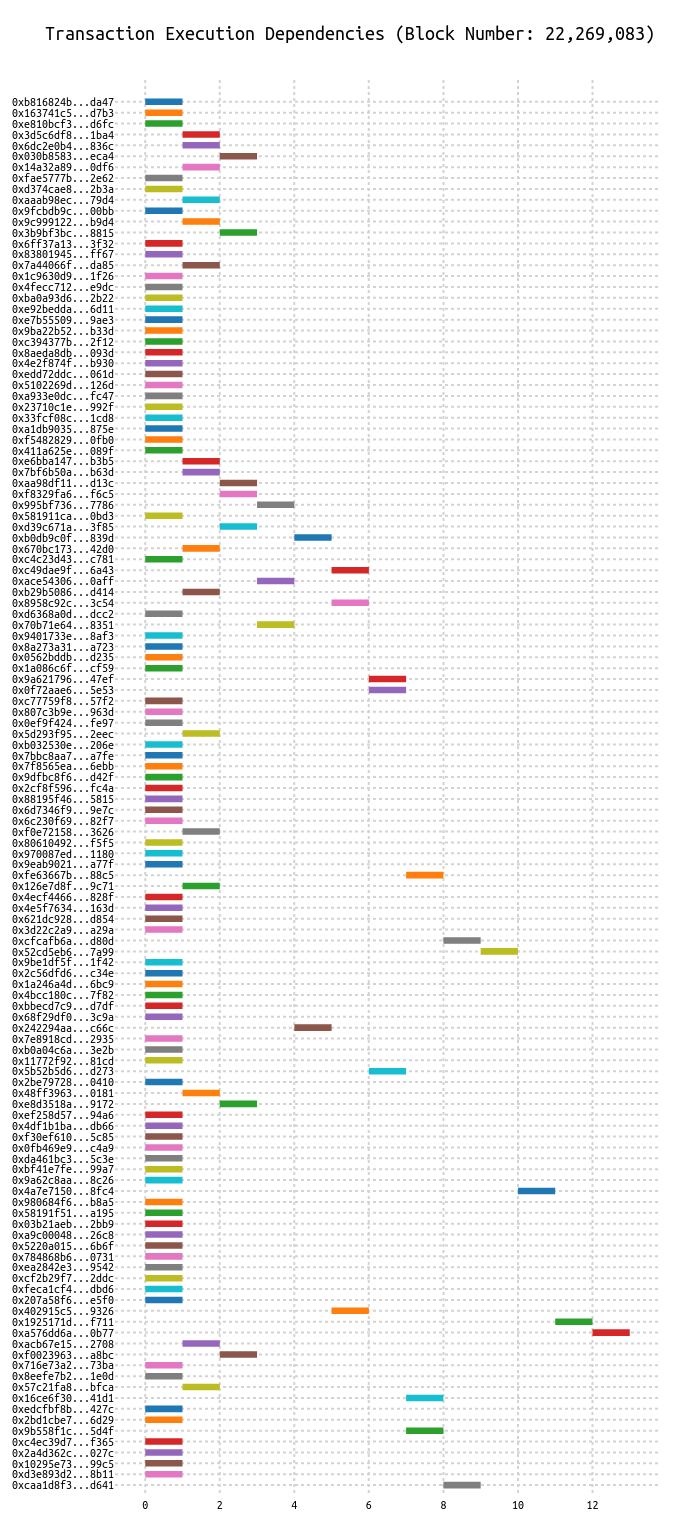 Transaction Execution Dependencies (Block Number: 22,269,083)
0xb816824b...da47
0x163741c5...d7b3
0xe810bcf3...d6fc
0x3d5c6df8...1ba4
0x6dc2e0b4...836c
0x030b8583...eca4
0x14a32a89...0df6
0xfae5777b...2e62
0xd374cae8...2b3a
0xaaab98ec...79d4
0x9fcbdb9c...00bb
0x9c999122...b9d4
0x3b9bf3bc...8815
0x6ff37a13...3f32
0x83801945...ff67
0x7a44066f...da85
0x1c9630d9...1f26
0x4fecc712...e9dc
0xba0a93d6...2b22
0xe92bedda...6d11
0xe7b55509...9ae3
0x9ba22b52...b33d
0xc394377b...2f12
0x8aeda8db...093d
0x4e2f874f...b930
0xedd72ddc...061d
0x5102269d...126d
0xa933e0dc...fc47
0x23710c1e...992f
0x33fcf08c...1cd8
0xa1db9035...875e
0xf5482829...0fb0
0x411a625e...089f
0xe6bba147...b3b5
0x7bf6b50a...b63d
0xaa98df11...d13c
0xf8329fa6...f6c5
0x995bf736...7786
0x581911ca...0bd3
0xd39c671a...3f85
0xb0db9c0f...839d
0x670bc173...42d0
0xc4c23d43...c781
0xc49dae9f...6a43
0xace54306...0aff
0xb29b5086...d414
0x8958c92c...3c54
0xd6368a0d...dcc2
0x70b71e64...8351
0x9401733e...8af3
0x8a273a31...a723
0x0562bddb...d235
0x1a086c6f...cf59
0x9a621796...47ef
0x0f72aae6...5e53
0xc77759f8...57f2
0x807c3b9e...963d
0x0ef9f424...fe97
0x5d293f95...2eec
0xb032530e...206e
0x7bbc8aa7...a7fe
0x7f8565ea...6ebb
0x9dfbc8f6...d42f
0x2cf8f596...fc4a
0x88195f46...5815
0x6d7346f9...9e7c
0x6c230f69...82f7
0xf0e72158...3626
0x80610492...f5f5
0x970087ed...1180
0x9eab9021...a77f
0xfe63667b...88c5
0x126e7d8f...9c71
0x4ecf4466...828f
0x4e5f7634...163d
0x621dc928...d854
0x3d22c2a9...a29a
0xcfcafb6a...d80d
0x52cd5eb6...7a99
0x9be1df5f...1f42
0x2c56dfd6...c34e
0x1a246a4d...6bc9
0x4bcc180c...7f82
0xbbecd7c9...d7df
0x68f29df0...3c9a
0x242294aa...c66c
0x7e8918cd...2935
0xb0a04c6a...3e2b
0x11772f92...81cd
0x5b52b5d6...d273
0x2be79728...0410
0x48ff3963...0181
0xe8d3518a...9172
0xef258d57...94a6
0x4df1b1ba...db66
0xf30ef610...5c85
0x0fb469e9...c4a9
0xda461bc3...5c3e
0xbf41e7fe...99a7
0x9a62c8aa...8c26
0x4a7e7150...8fc4
0x980684f6...b8a5
0x58191f51...a195
0x03b21aeb...2bb9
0xa9c00048...26c8
0x5220a015...6b6f
0x784868b6...0731
0xea2842e3...9542
0xcf2b29f7...2ddc
0xfeca1cf4...dbd6
0x207a58f6...e5f0
0x402915c5...9326
0x1925171d...f711
0xa576dd6a...0b77
0xacb67e15...2708
0xf0023963...a8bc
0x716e73a2...73ba
0x8eefe7b2...1e0d
0x57c21fa8...bfca
0x16ce6f30...41d1
0xedcfbf8b...427c
0x2bd1cbe7...6d29
0x9b558f1c...5d4f
0xc4ec39d7...f365
0x2a4d362c...027c
0x10295e73...99c5
0xd3e893d2...8b11
0xcaa1d8f3...d641
0 2 4 6 8 10 12